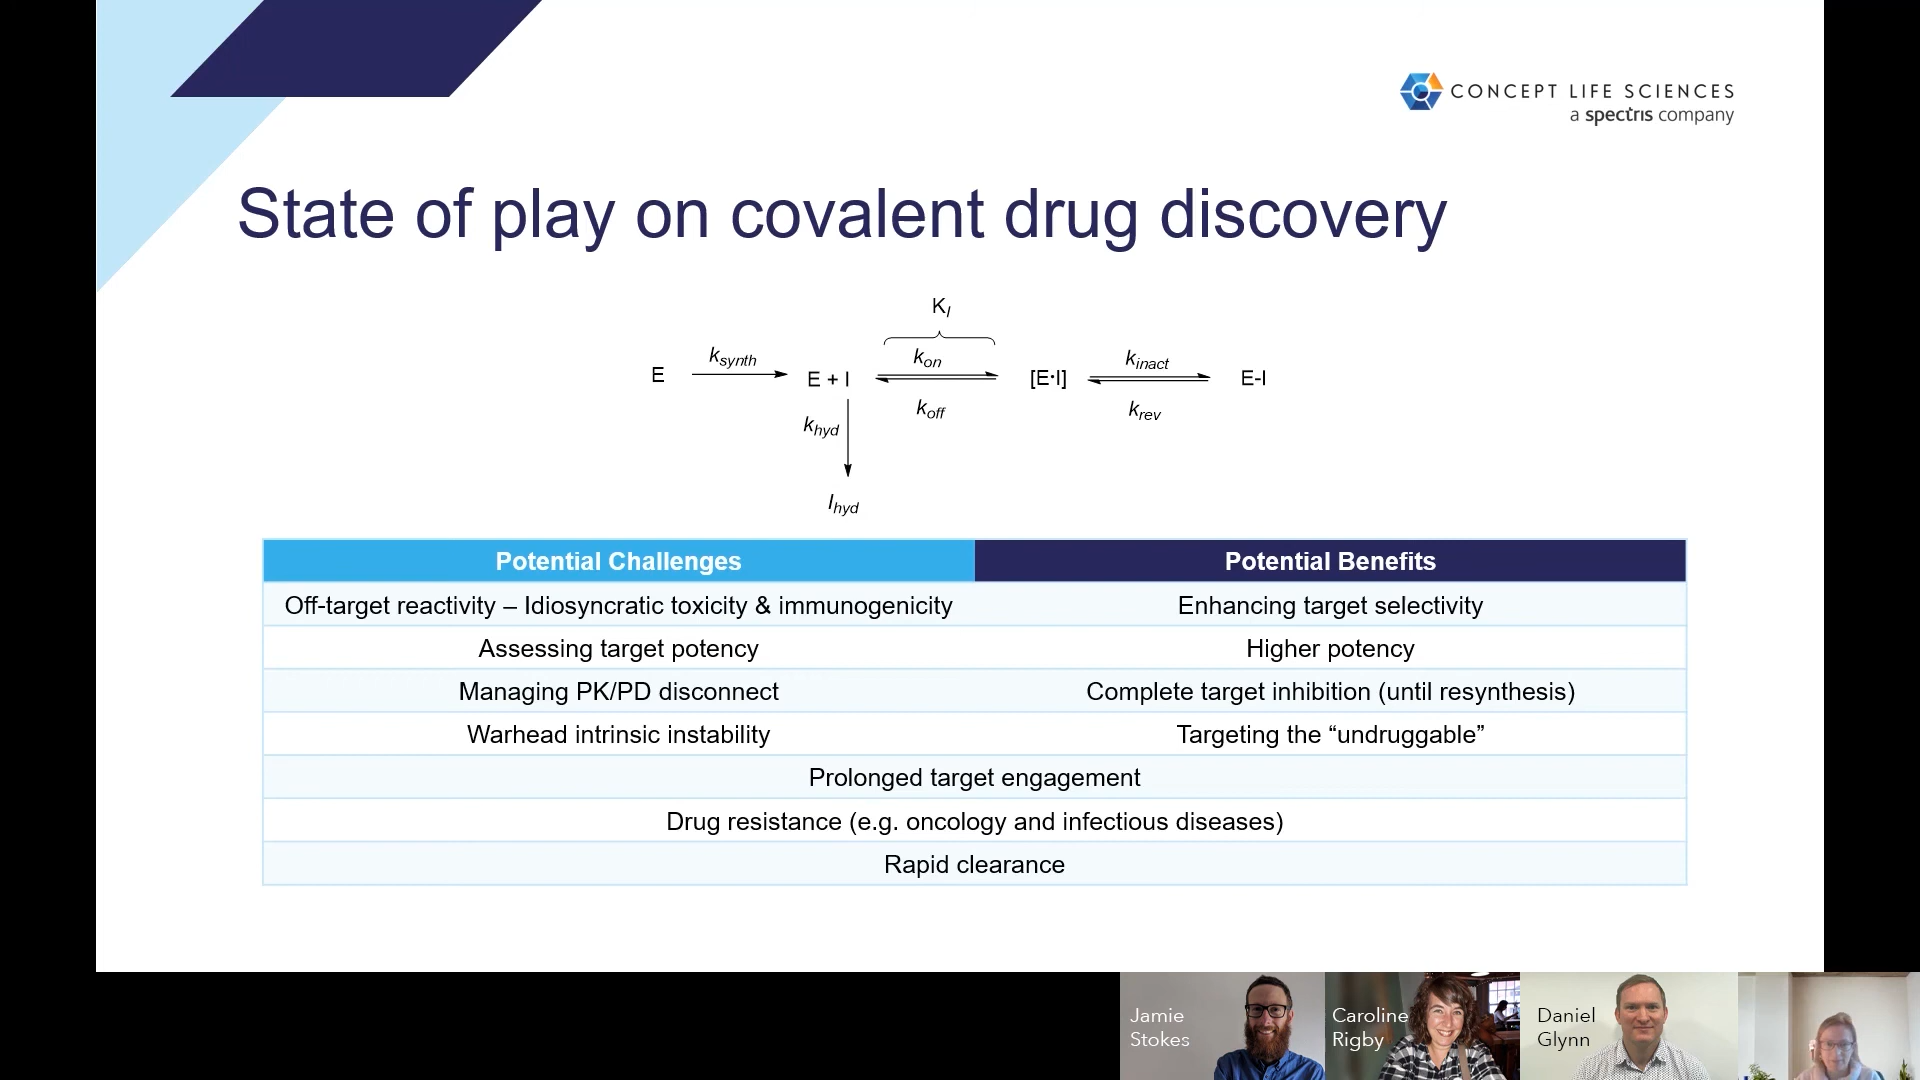 CONCEPT LIFE SCIENCES
a spectris company
State of play on covalent drug discovery
K_I
E
k_synth
E + I
k_on
k_off
[E·I]
k_inact
k_rev
E-I
k_hyd
I_hyd
Potential Challenges
Potential Benefits
Off-target reactivity – Idiosyncratic toxicity & immunogenicity
Enhancing target selectivity
Assessing target potency
Higher potency
Managing PK/PD disconnect
Complete target inhibition (until resynthesis)
Warhead intrinsic instability
Targeting the “undruggable”
Prolonged target engagement
Drug resistance (e.g. oncology and infectious diseases)
Rapid clearance
Jamie
Stokes
Caroline
Rigby
Daniel
Glynn